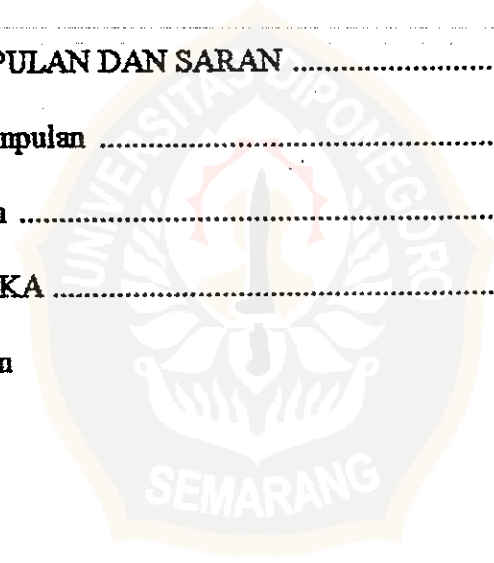 PULAN DAN SARAN ........................
mpulan ................................................
a ............................................................
KA ........................................................
n
UNIVERSITAS DIPONEGORO
SEMARANG